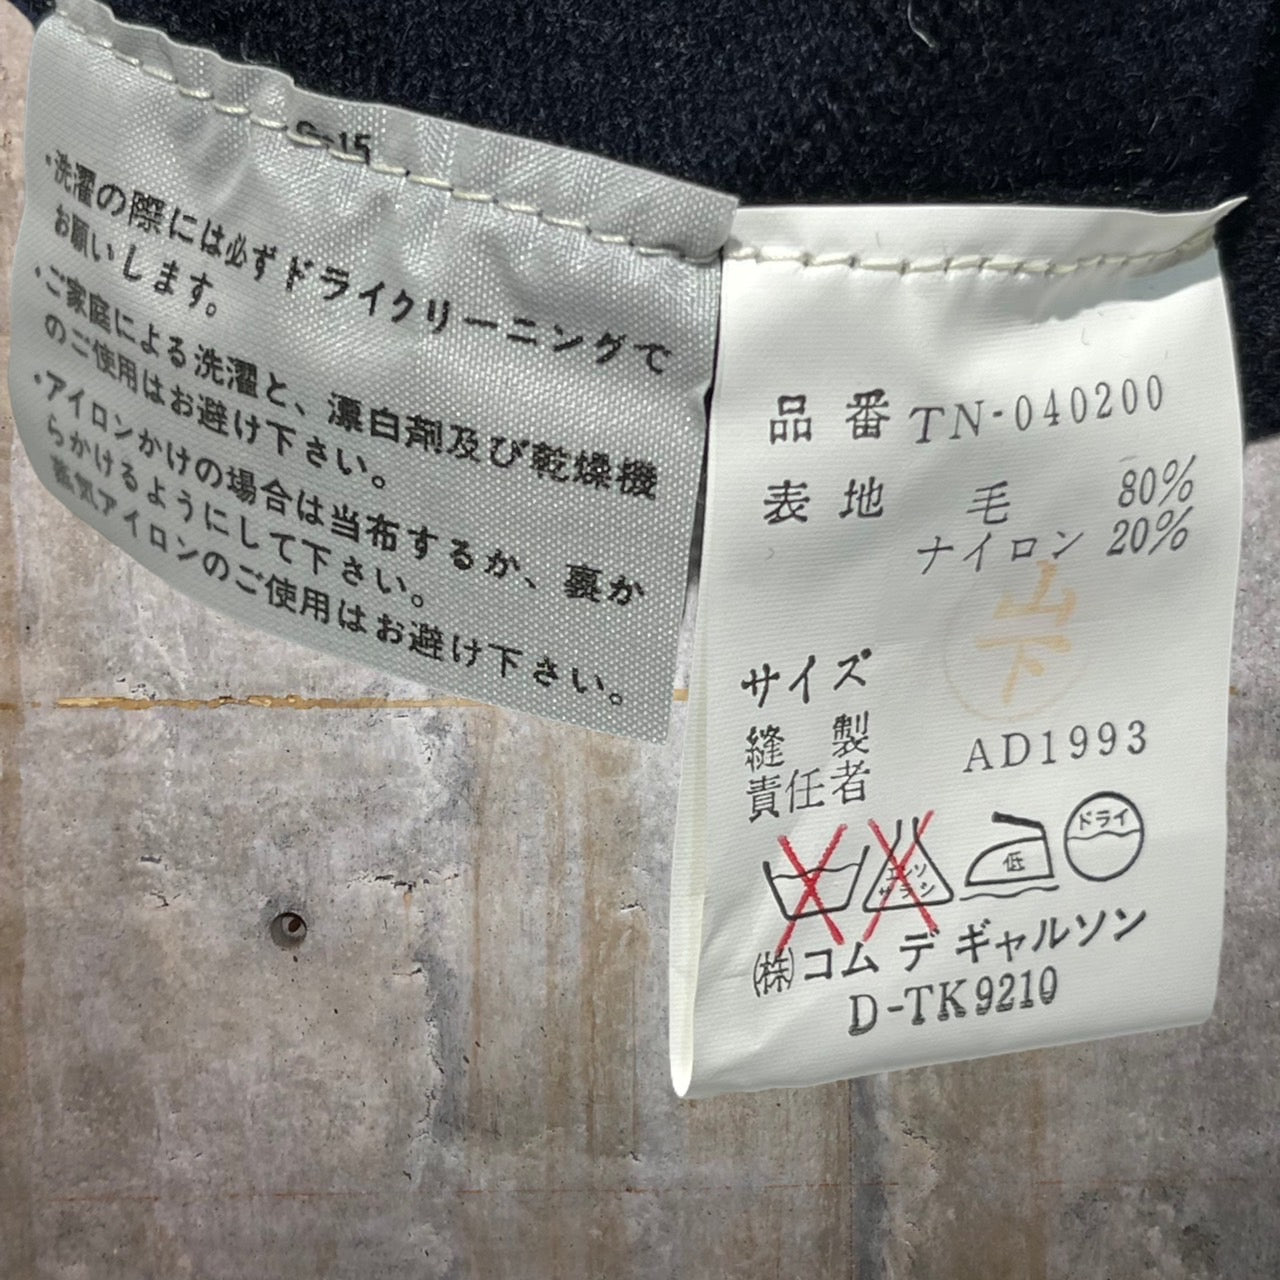 C-15
・洗濯の際には必ずドライクリーニングで
お願いします。
・ご家庭による洗濯と、漂白剤及び乾燥機
のご使用はお避け下さい。
・アイロンかけの場合は当布するか、裏か
らかけるようにして下さい。
蒸気アイロンのご使用はお避け下さい。
品 番 TN-040200
表 地 毛 80%
ナイロン 20%
山下
サイズ
縫 製
責任者
AD1993
エンソ
サラシ
低
ドライ
㈱コム デ ギャルソン
D-TK9210